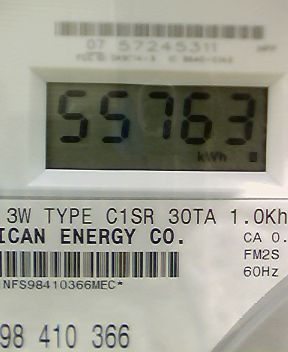 07 57245311
55763
kWh
3W TYPE C1SR 30TA 1.0Kh
ICAN ENERGY CO.
CA 0.
FM2S
60Hz
NFS98410366MEC*
98 410 366